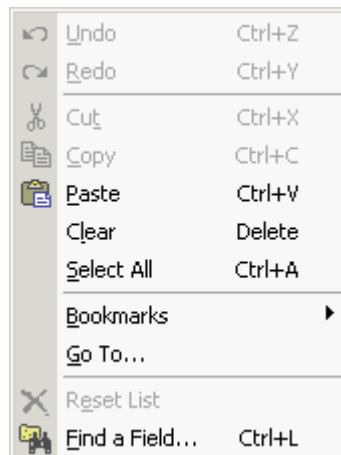 Undo Ctrl+Z
Redo Ctrl+Y
Cut Ctrl+X
Copy Ctrl+C
Paste Ctrl+V
Clear Delete
Select All Ctrl+A
Bookmarks
Go To...
Reset List
Find a Field... Ctrl+L